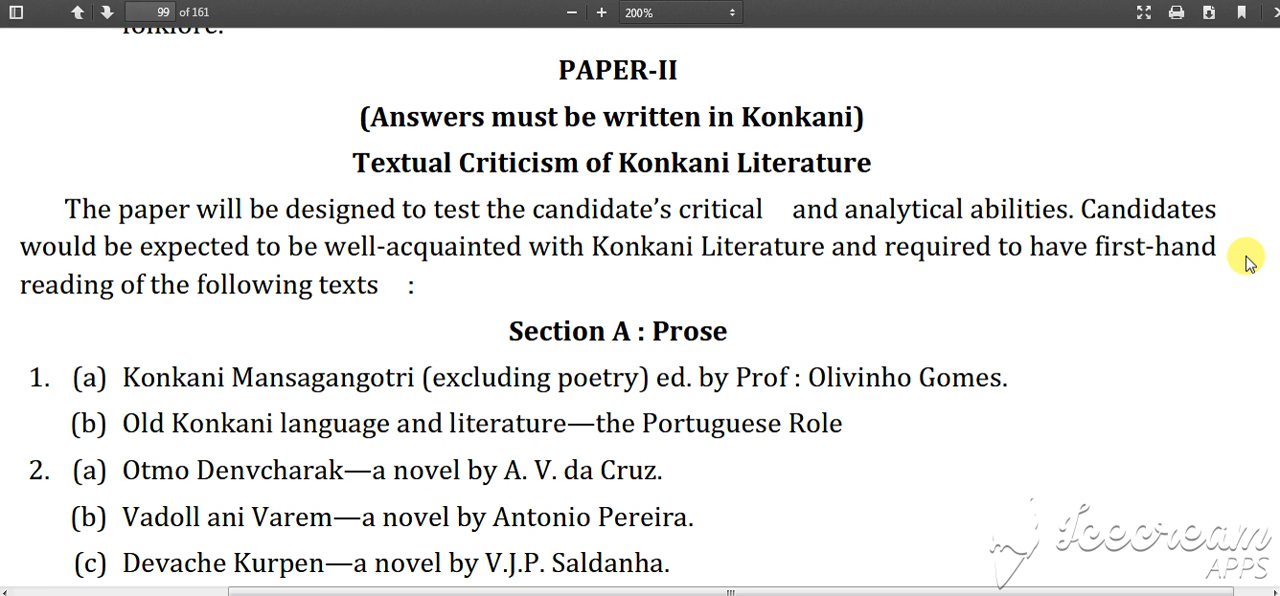 99 of 161
200%
PAPER-II
(Answers must be written in Konkani)
Textual Criticism of Konkani Literature
The paper will be designed to test the candidate’s critical and analytical abilities. Candidates
would be expected to be well-acquainted with Konkani Literature and required to have first-hand
reading of the following texts :
Section A : Prose
1. (a) Konkani Mansagangotri (excluding poetry) ed. by Prof : Olivinho Gomes.
(b) Old Konkani language and literature—the Portuguese Role
2. (a) Otmo Denvcharak—a novel by A. V. da Cruz.
(b) Vadoll ani Varem—a novel by Antonio Pereira.
(c) Devache Kurpen—a novel by V.J.P. Saldanha.
Icecream
APPS